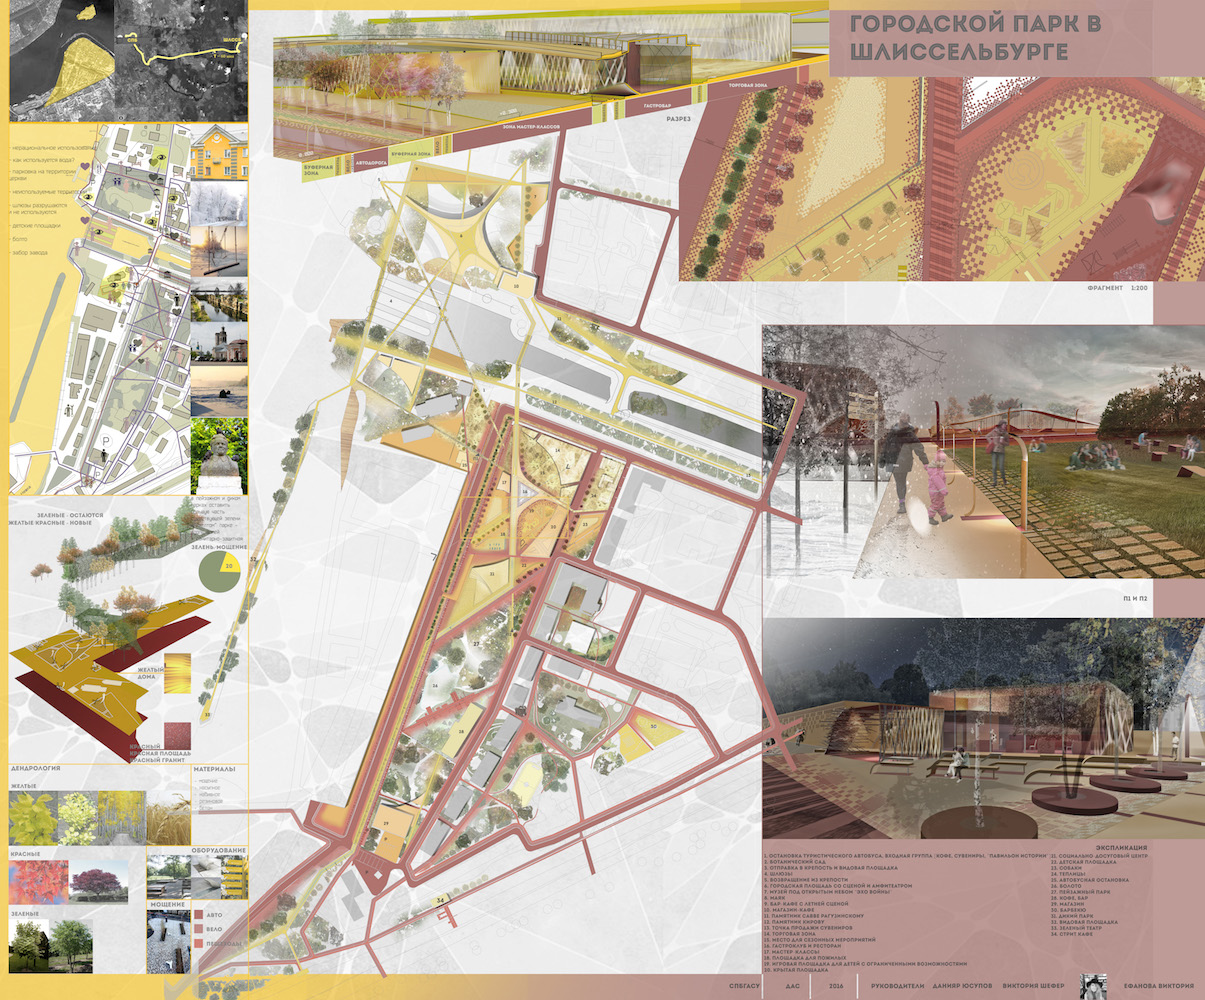 ГОРОДСКОЙ ПАРК В
ШЛИССЕЛЬБУРГЕ
СПБ
ШЛИССЕ
ТОРГОВАЯ ЗОНА
ГАСТРОБАР
ЗОНА МАСТЕР-КЛАССОВ
РАЗРЕЗ
БУФЕРНАЯ ЗОНА
АВТОДОРОГА
БУФЕРНАЯ
ЗОНА
- нерациональное использование
- как используется вода?
- парковка на территории
церкви
- неиспользуемые территории
- шлюзы разрушаются
и не используются
- детские площадки
- болто
- забор завода
P
ФРАГМЕНТ 1:200
ЗЕЛЕНЫЕ - ОСТАЮТСЯ
ЖЕЛТЫЕ КРАСНЫЕ - НОВЫЕ
ЗЕЛЕНЬ-МОЩЕНИЕ
20
П1 И П2
ЖЕЛТЫЙ
ДОМА
КРАСНЫЙ
КРАСНАЯ ПЛОЩАДЬ
КРАСНЫЙ ГРАНИТ
ДЕНДРОЛОГИЯ
МАТЕРИАЛЫ
ЖЕЛТЫЕ
КРАСНЫЕ
ОБОРУДОВАНИЕ
МОЩЕНИЕ
ЗЕЛЕНЫЕ
АВТО
ВЕЛО
ПЕШЕХОДЫ
34
ЭКСПЛИКАЦИЯ
1. ОСТАНОВКА ТУРИСТИЧЕСКОГО АВТОБУСА. ВХОДНАЯ ГРУППА: КОФЕ, СУВЕНИРЫ, "ПАВИЛЬОН ИСТОРИИ"
2. БОТАНИЧЕСКИЙ САД
3. ОТПРАВКА В КРЕПОСТЬ И ВИДОВАЯ ПЛОЩАДКА
4. ШЛЮЗЫ
5. ВОЗВРАЩЕНИЕ ИЗ КРЕПОСТИ
6. ГОРОДСКАЯ ПЛОЩАДЬ СО СЦЕНОЙ И АМФИТЕАТРОМ
7. МУЗЕЙ ПОД ОТКРЫТЫМ НЕБОМ "ЭХО ВОЙНЫ"
8. МАЯК
9. БАР-КАФЕ С ЛЕТНЕЙ СЦЕНОЙ
10. МАГАЗИН-КАФЕ
11. ПАМЯТНИК САВВЕ РАГУЗИНСКОМУ
12. ПАМЯТНИК КИРОВУ
13. ТОЧКА ПРОДАЖИ СУВЕНИРОВ
14. ТОРГОВАЯ ЗОНА
15. МЕСТО ДЛЯ СЕЗОННЫХ МЕРОПРИЯТИЙ
16. ГАСТРОКЛУБ И РЕСТОРАН
17. МАСТЕР-КЛАССЫ
18. ПЛОЩАДКА ДЛЯ ПОЖИЛЫХ
19. ИГРОВАЯ ПЛОЩАДКА ДЛЯ ДЕТЕЙ С ОГРАНИЧЕННЫМИ ВОЗМОЖНОСТЯМИ
20. КРЫТАЯ ПЛОЩАДКА
21. СОЦИАЛЬНО-ДОСУГОВЫЙ ЦЕНТР
22. ДЕТСКАЯ ПЛОЩАДКА
23. СОБАКИ
24. ТЕПЛИЦЫ
25. АВТОБУСНАЯ ОСТАНОВКА
26. БОЛОТО
27. ПЕЙЗАЖНЫЙ ПАРК
28. КОФЕ, БАР
29. МАГАЗИН
30. БАРБЕКЮ
31. ДИКИЙ ПАРК
32. ВИДОВАЯ ПЛОЩАДКА
33. ЗЕЛЕНЫЙ ТЕАТР
34. СТРИТ КАФЕ
СПБГАСУ
ДАС
2016
РУКОВОДИТЕЛИ ДАНИЯР ЮСУПОВ ВИКТОРИЯ ШЕФЕР
ЕФАНОВА ВИКТОРИЯ